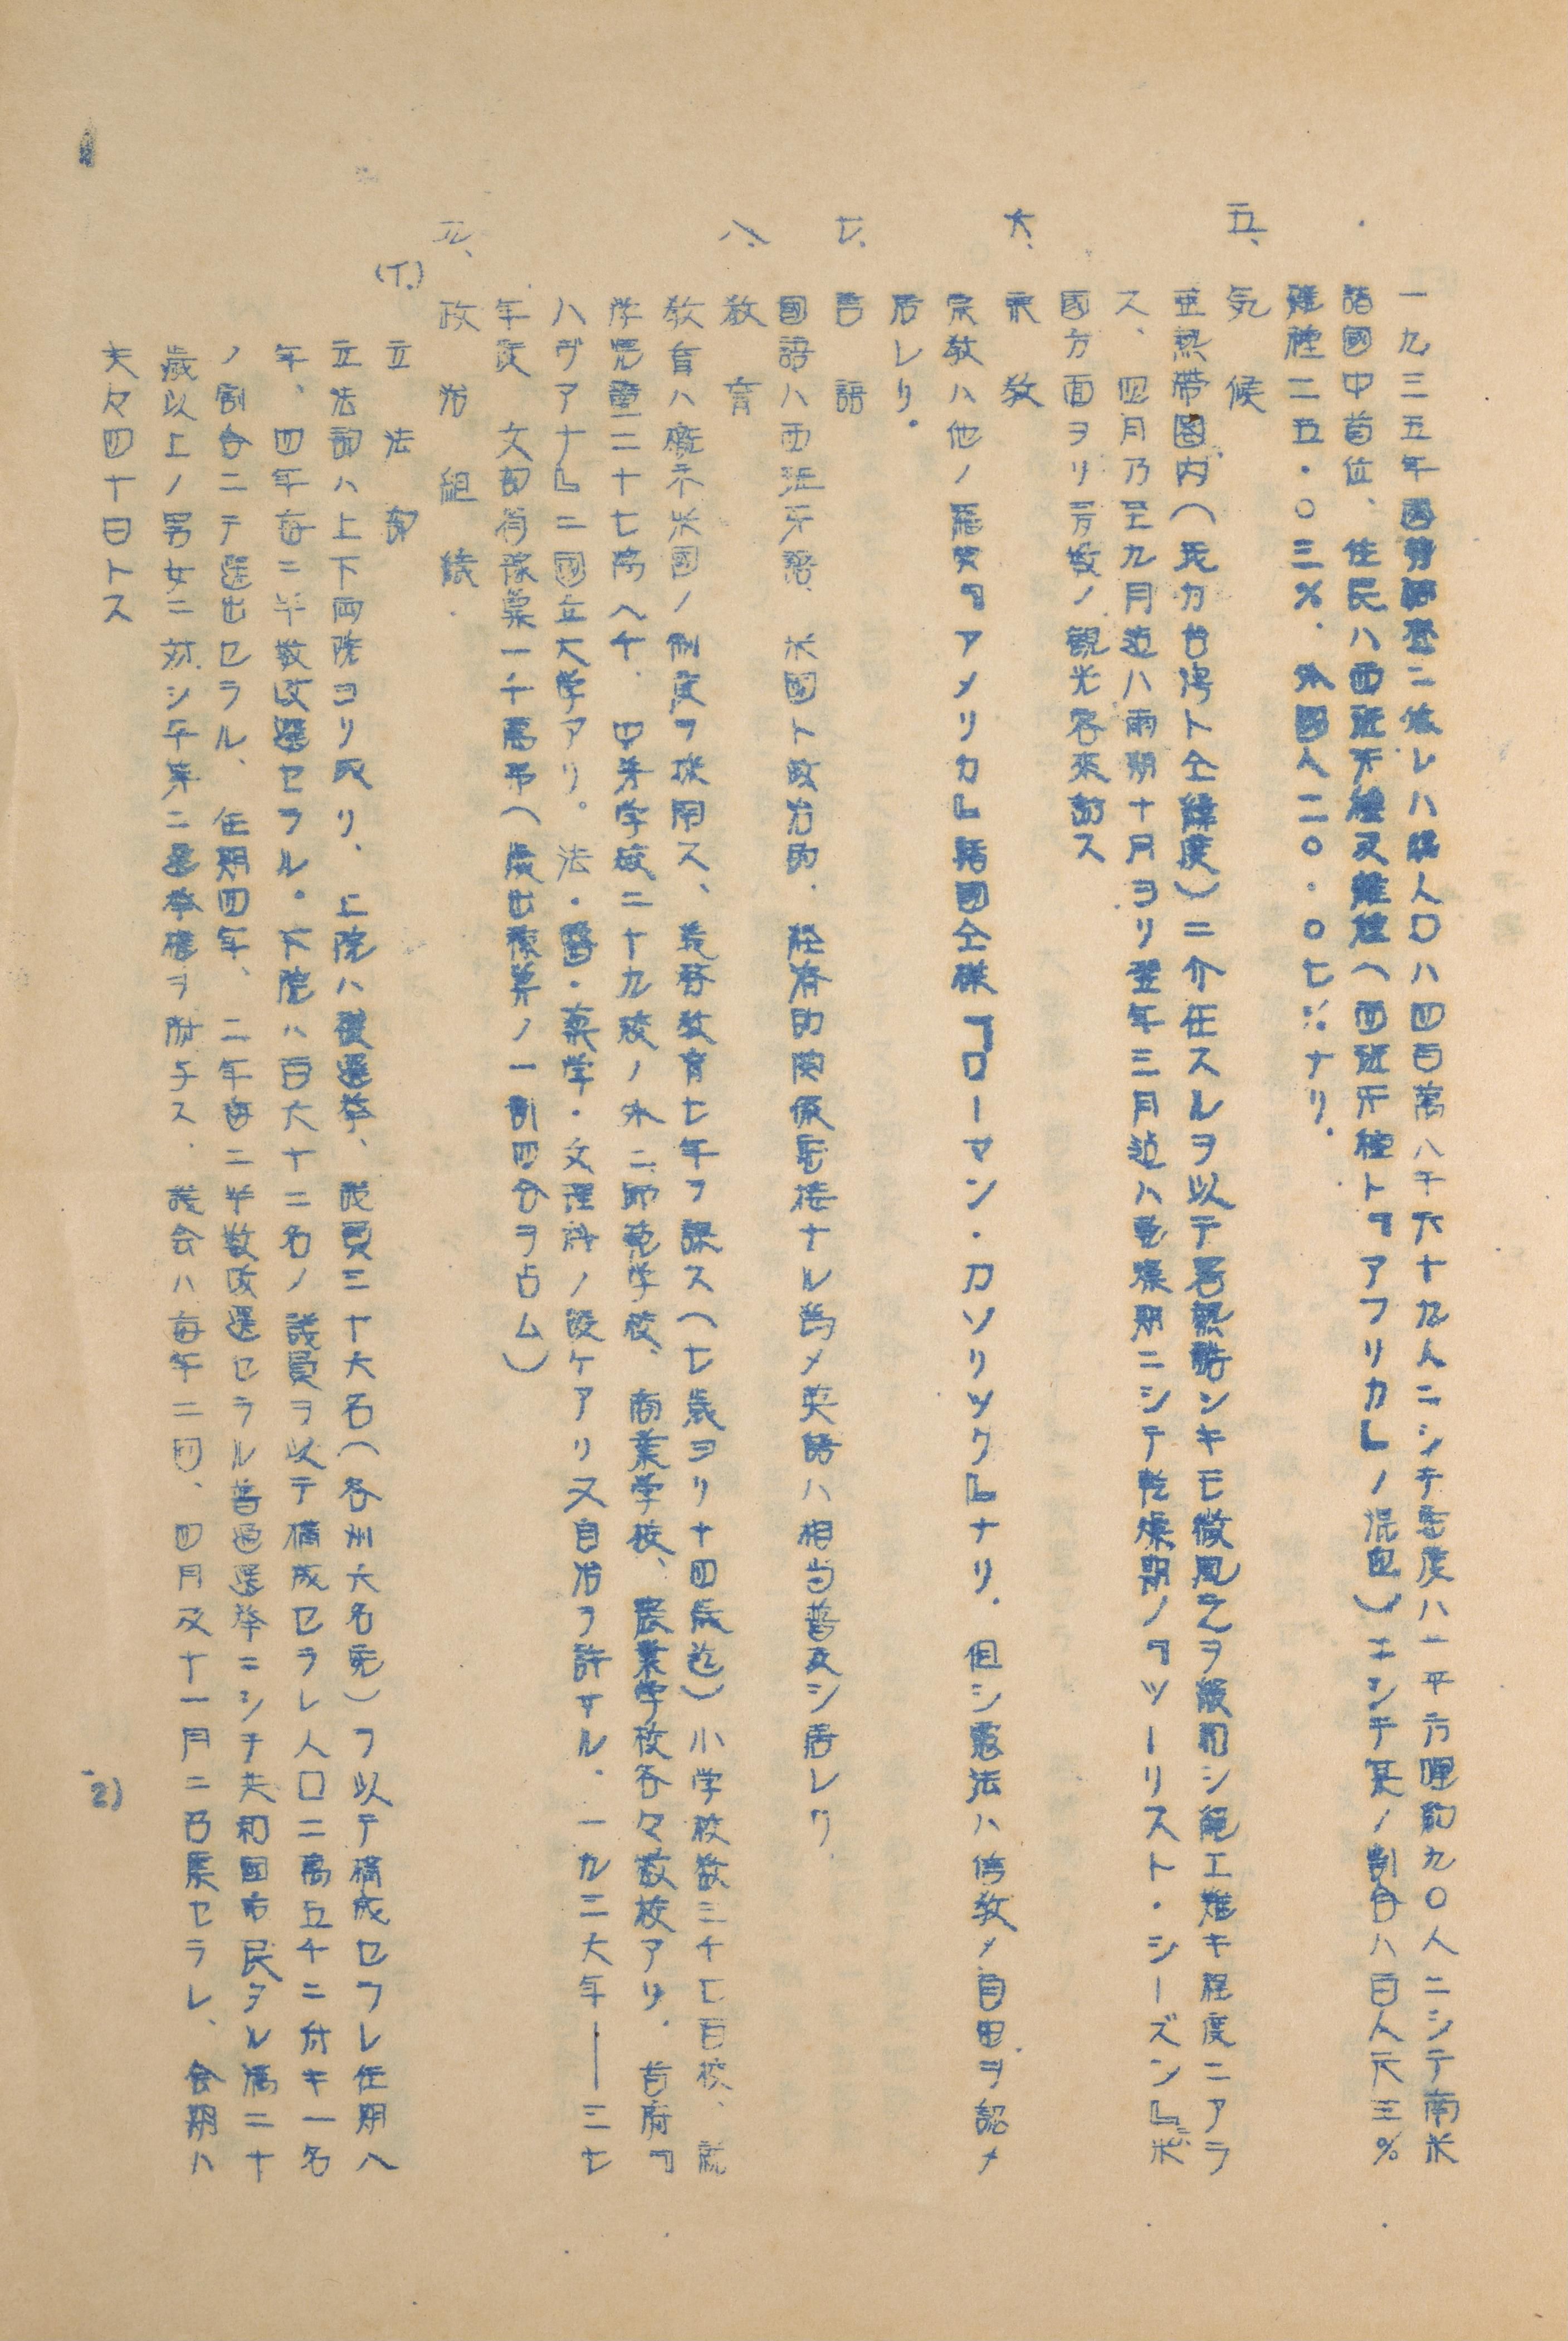 一九三五年國勢調査ニ依レハ總人口ハ四百萬八千六十九人ニシテ密度ハ一平方哩約九〇人ニシテ南米
諸國中首位、住民ハ西班牙種又雜種（西班牙種ト『アフリカ』ノ混血）ニシテ其ノ割合ハ百人六三％
雜種二五・〇三％、外國人二〇・〇七％ナリ、
五、気候
亜熱帯圏内（死カ台湾ト仝緯度）ニ介在スルヲ以テ暑熱酷シキモ微風之ヲ緩和シ絶エ難キ程度ニアラ
ス、四月乃至九月迠ハ雨期十月ヨリ翌年三月迠ハ乾燥期ニシテ乾燥期ノ『ツーリスト・シーズン』ニ米
國方面ヨリ多数ノ観光客來訪ス
六、宗教
宗教ハ他ノ羅甸『アメリカ』諸國仝様『ローマン・カソリック』ナリ、但シ憲法ハ信教ノ自由ヲ認メ
居レリ。
七、言語
國語ハ西班牙語、米國ト政治的、経済的関係密接ナル為メ英語ハ相当普及シ居レリ
八、教育
教育ハ概ネ米國ノ制度ヲ採用ス、義務教育七年ヲ課ス（七歳ヨリ十四歳迠）小学校数三千七百校、就
学児童二十七萬八千、中等学校二十九校ノ外ニ師範学校、商業学校、農業学校各々数校アリ、首府『
ハヴアナ』ニ國立大学アリ。法・醫・薬学・文理科ノ設ケアリ又自治ヲ許サル、一九三六年―三七
年度 文部省豫算一千萬弗（歳出豫算ノ一割四分ヲ占ム）
九、政治組織
（イ）立法部
立法部ハ上下両院ヨリ成リ、上院ハ複選挙、議員三十六名（各州六名宛）ヲ以テ構成セラレ任期八
年、四年毎ニ半数改選セラル・下院ハ百六十二名ノ議員ヲ以テ構成セラレ人口二萬五千ニ付キ一名
ノ割合ニテ選出セラル、任期四年、二年毎ニ半数改選セラル普通選挙ニシテ共和國市民タル満二十
歳以上ノ男女ニ対シ平等ニ選挙権ヲ附与ス、議会ハ毎年二回、四月及十一月ニ召集セラレ、会期ハ
夫々四十日トス
2)